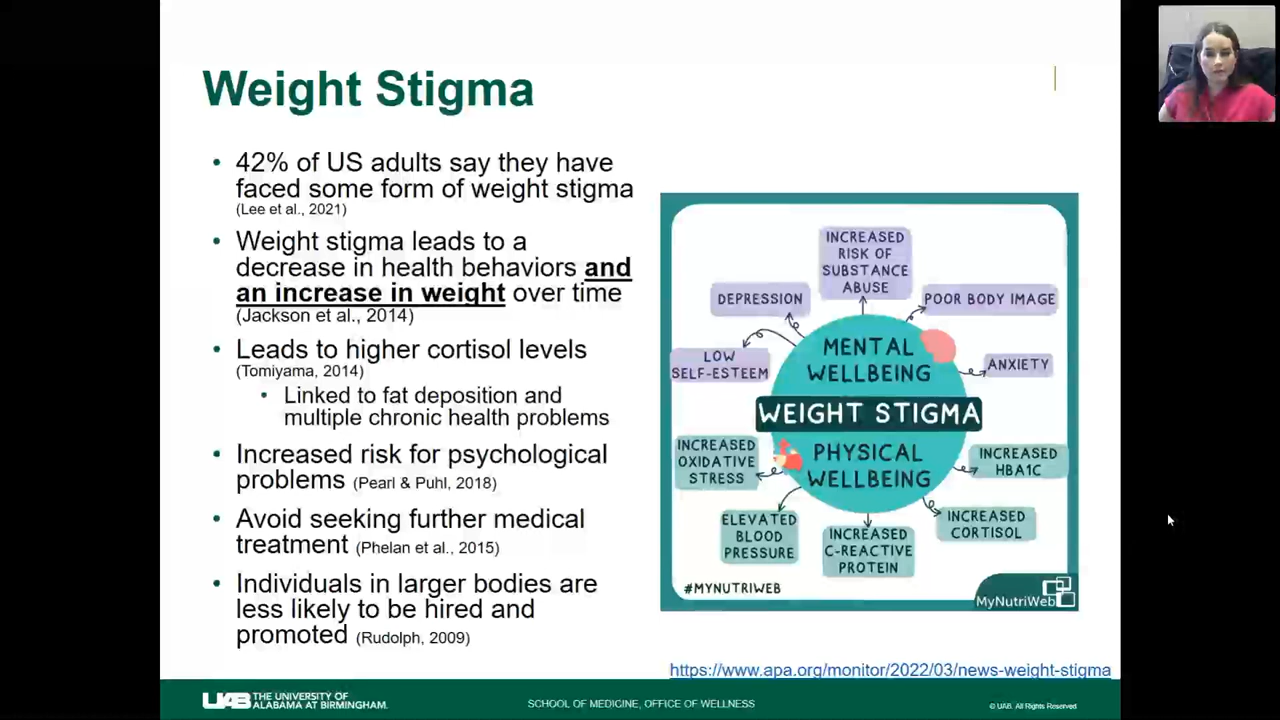 Weight Stigma
• 42% of US adults say they have
faced some form of weight stigma
(Lee et al., 2021)
• Weight stigma leads to a
decrease in health behaviors and
an increase in weight over time
(Jackson et al., 2014)
• Leads to higher cortisol levels
(Tomiyama, 2014)
• Linked to fat deposition and
multiple chronic health problems
• Increased risk for psychological
problems (Pearl & Puhl, 2018)
• Avoid seeking further medical
treatment (Phelan et al., 2015)
• Individuals in larger bodies are
less likely to be hired and
promoted (Rudolph, 2009)
INCREASED
RISK OF
SUBSTANCE
ABUSE
DEPRESSION
POOR BODY IMAGE
LOW
SELF-ESTEEM
ANXIETY
MENTAL
WELLBEING
WEIGHT STIGMA
PHYSICAL
WELLBEING
INCREASED
OXIDATIVE
STRESS
INCREASED
HBA1C
ELEVATED
BLOOD
PRESSURE
INCREASED
C-REACTIVE
PROTEIN
INCREASED
CORTISOL
#MYNUTRIWEB
MyNutriWeb
https://www.apa.org/monitor/2022/03/news-weight-stigma
UAB THE UNIVERSITY OF
ALABAMA AT BIRMINGHAM.
SCHOOL OF MEDICINE, OFFICE OF WELLNESS
© UAB. All Rights Reserved